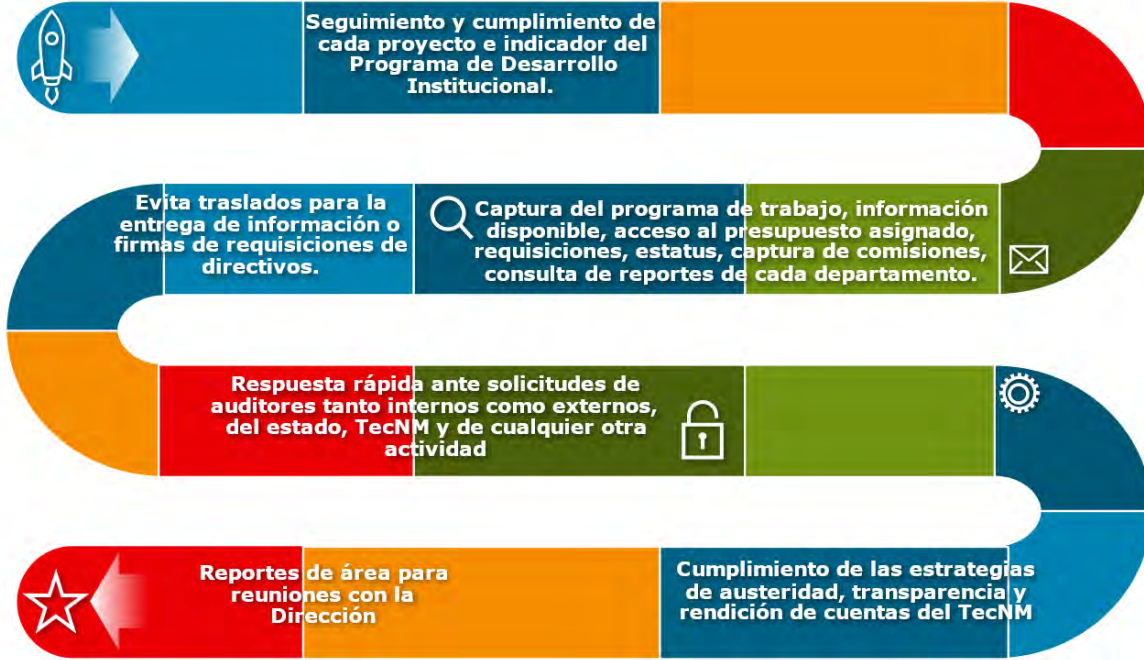 Seguimiento y cumplimiento de
cada proyecto e indicador del
Programa de Desarrollo
Institucional.
Captura del programa de trabajo, información
disponible, acceso al presupuesto asignado,
requisiciones, estatus, captura de comisiones,
consulta de reportes de cada departamento.
Evita traslados para la
entrega de información o
firmas de requisiciones de
directivos.
Respuesta rápida ante solicitudes de
auditores tanto internos como externos,
del estado, TecNM y de cualquier otra
actividad
Cumplimiento de las estrategias
de austeridad, transparencia y
rendición de cuentas del TecNM
Reportes de área para
reuniones con la
Dirección